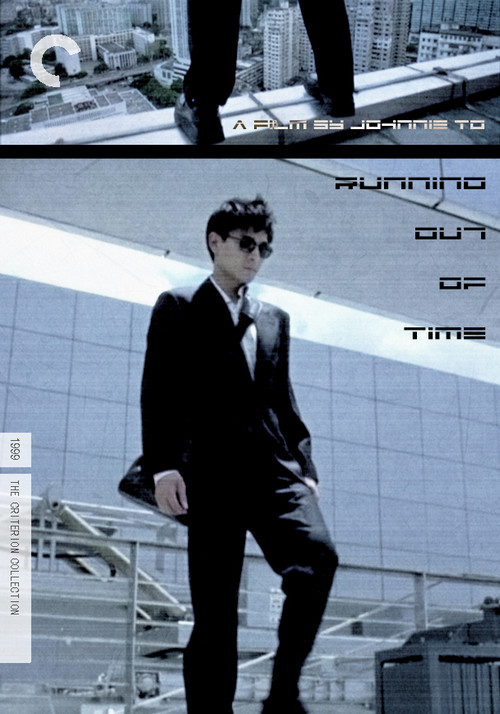 A FILM BY JOHNNIE TO
RUNNING
OUT
OF
TIME
1999
THE CRITERION COLLECTION